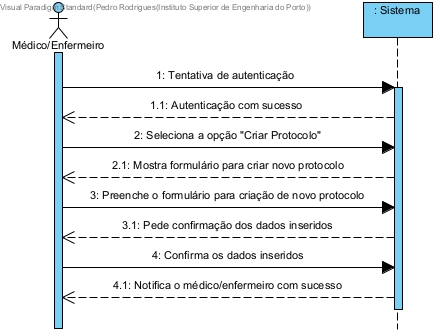 Visual Paradigm Standard(Pedro Rodrigues(Instituto Superior de Engenharia do Porto))
: Sistema
Médico/Enfermeiro
1: Tentativa de autenticação
1.1: Autenticação com sucesso
2: Seleciona a opção "Criar Protocolo"
2.1: Mostra formulário para criar novo protocolo
3: Preenche o formulário para criação de novo protocolo
3.1: Pede confirmação dos dados inseridos
4: Confirma os dados inseridos
4.1: Notifica o médico/enfermeiro com sucesso